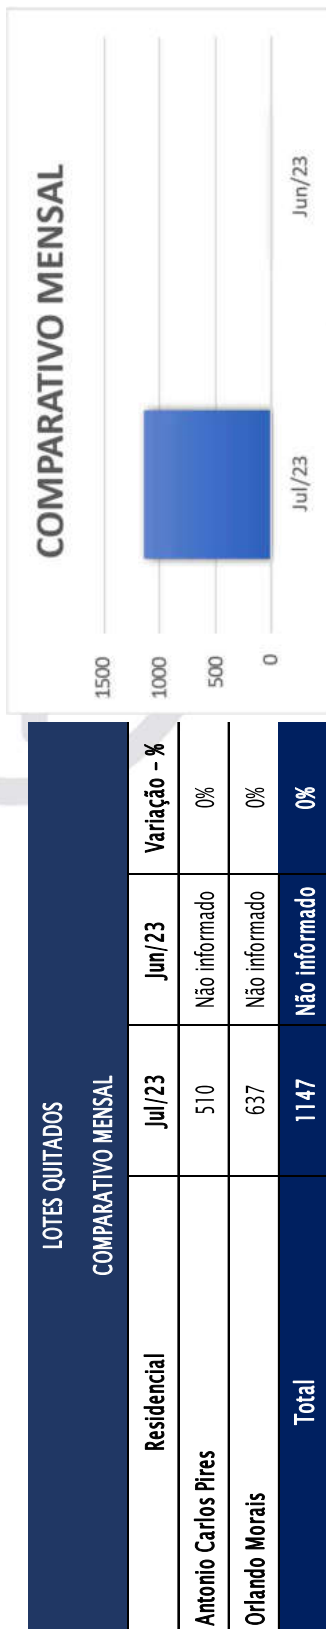 LOTES QUITADOS
COMPARATIVO MENSAL
Residencial Jul/23 Jun/23 Variação – %
Antonio Carlos Pires 510 Não informado 0%
Orlando Morais 637 Não informado 0%
Total 1147 Não informado 0%
COMPARATIVO MENSAL
1500
1000
500
0
Jul/23 Jun/23